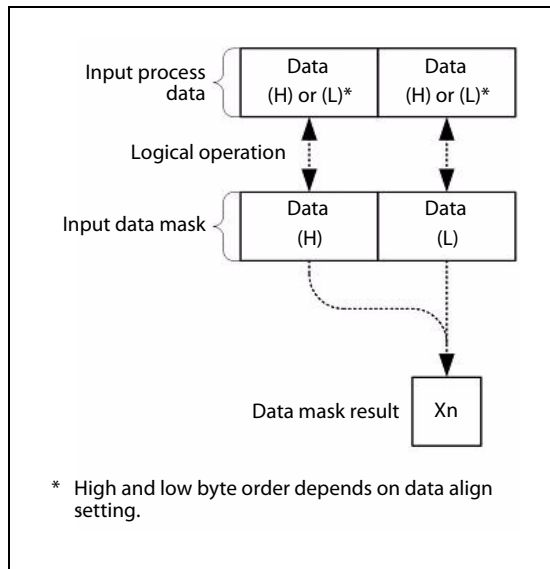 Input process
data
Data
(H) or (L)*
Data
(H) or (L)*
Logical operation
Input data mask
Data
(H)
Data
(L)
Data mask result
Xn
* High and low byte order depends on data align
setting.